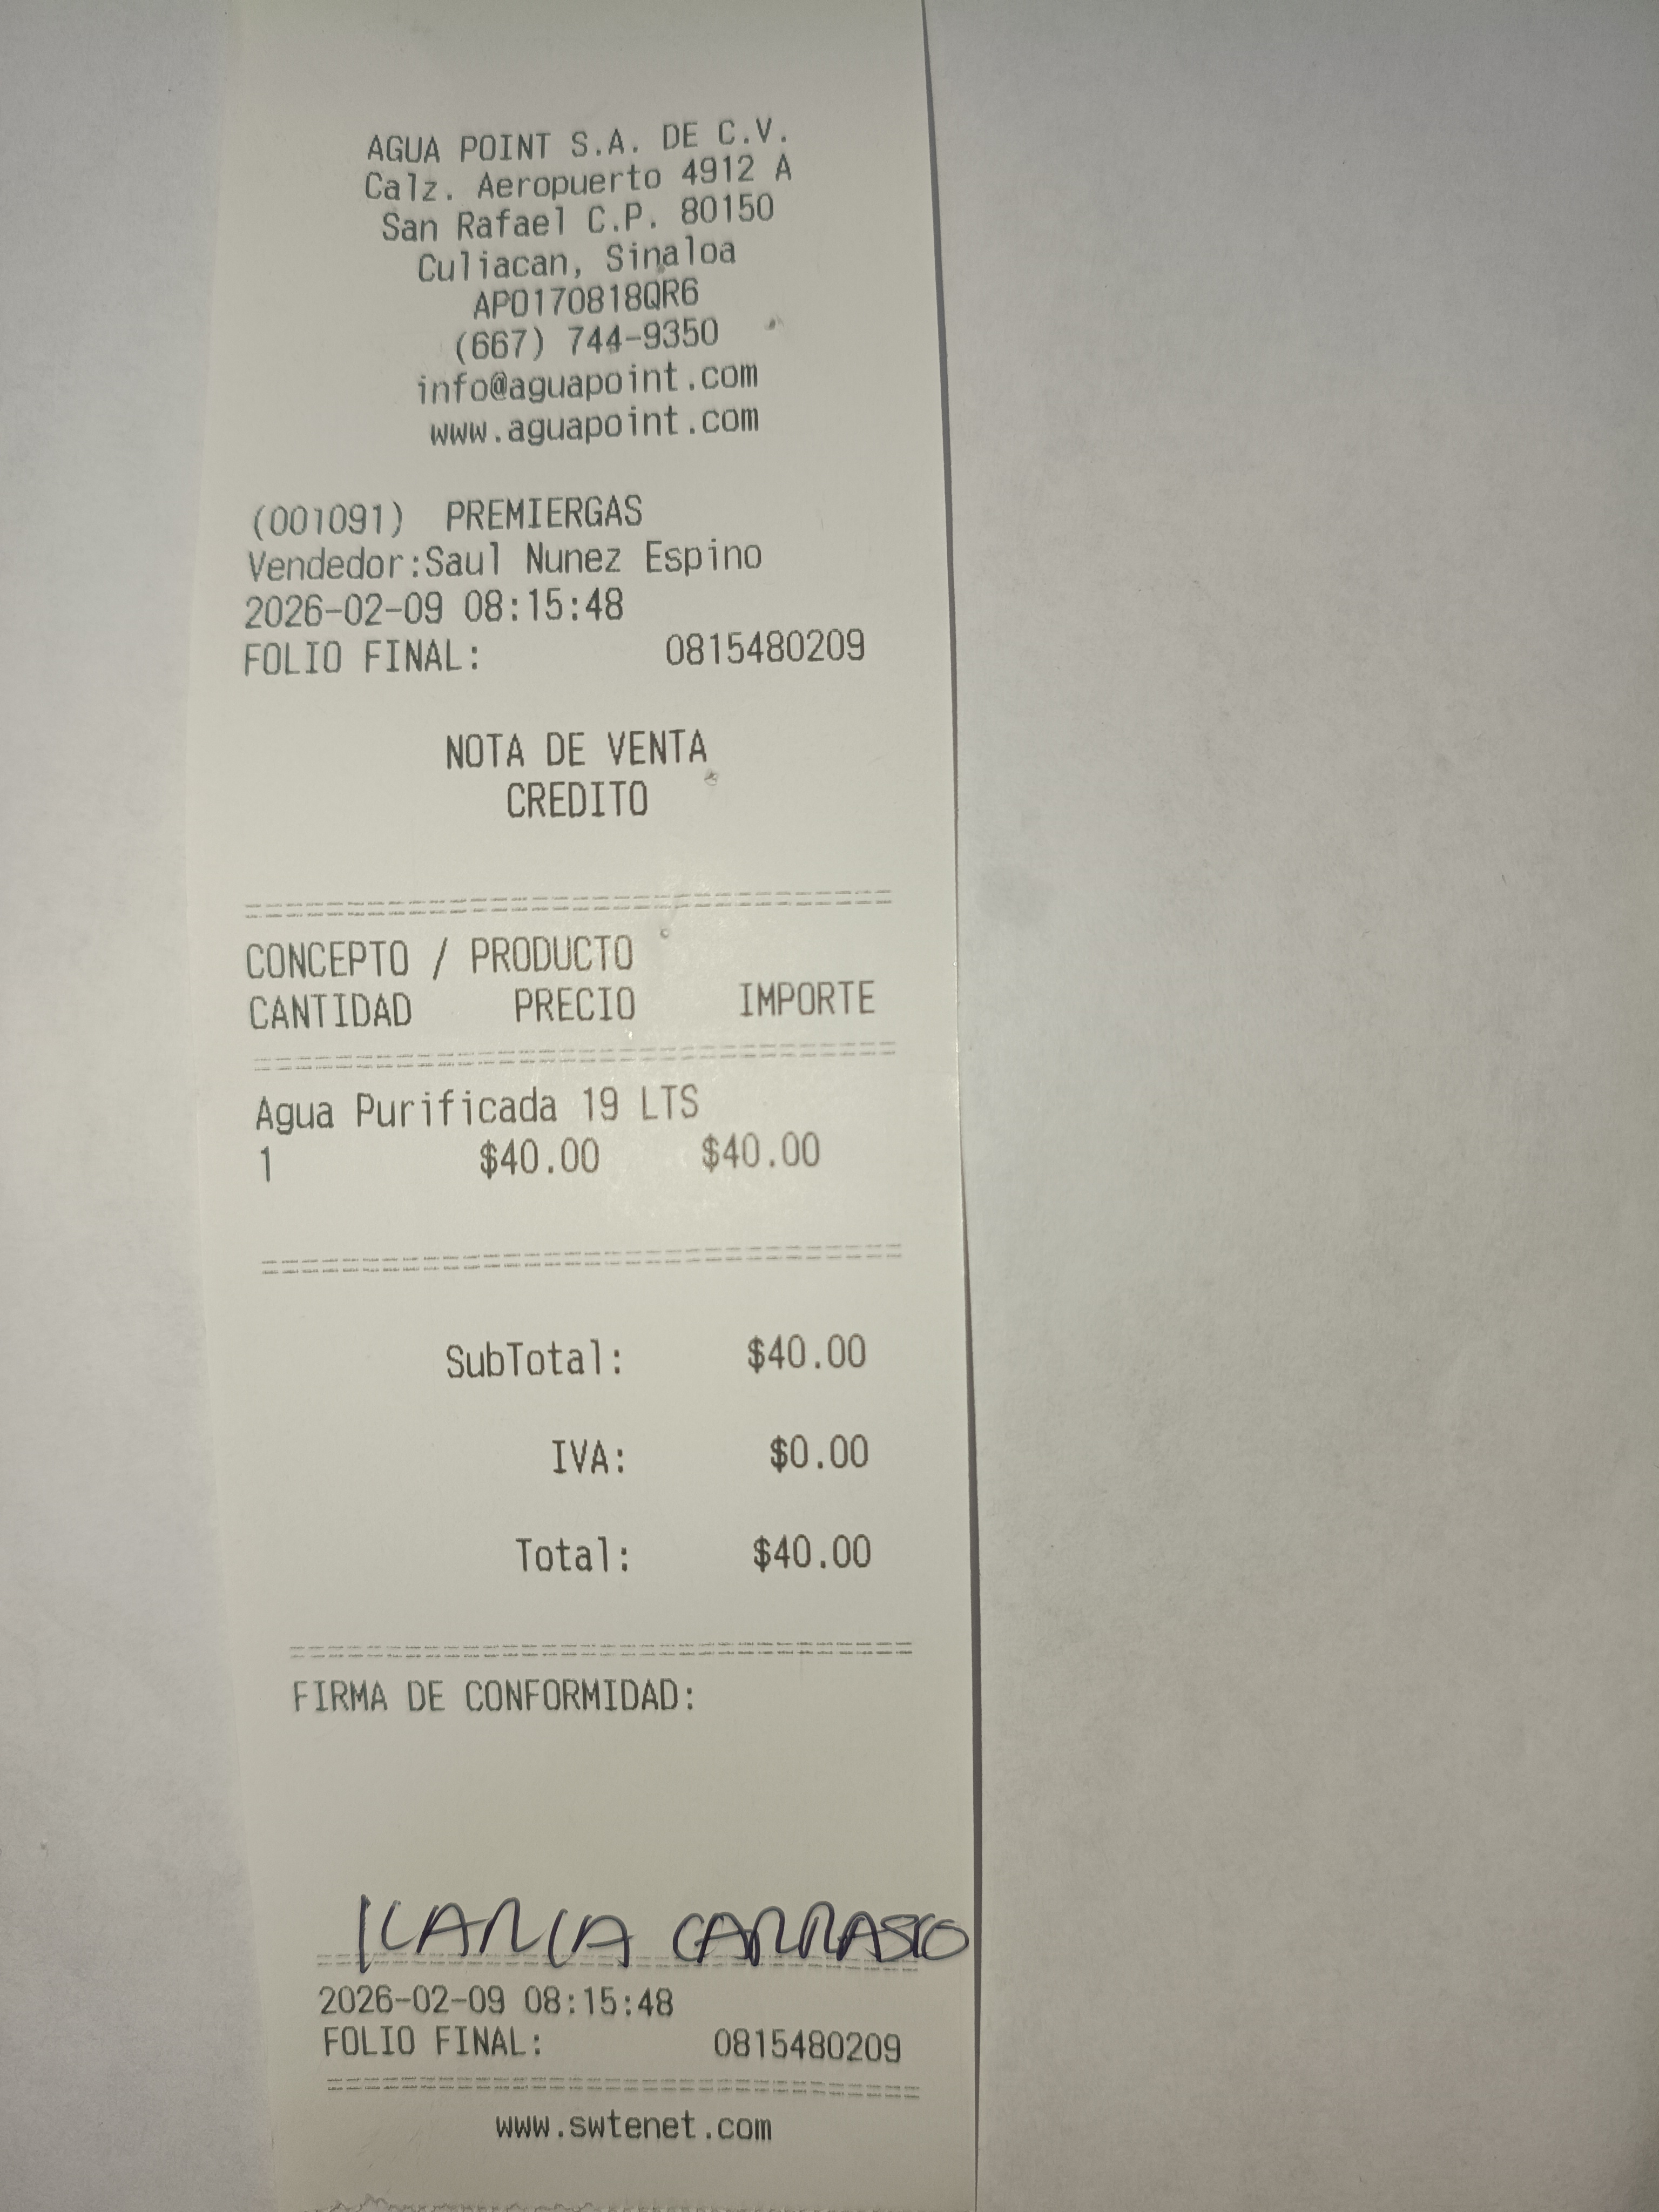 AGUA POINT S.A. DE C.V.
Calz. Aeropuerto 4912 A
San Rafael C.P. 80150
Culiacan, Sinaloa
APO170818QR6
(667) 744-9350
info@aguapoint.com
www.aguapoint.com
(001091) PREMIERGAS
Vendedor:Saul Nunez Espino
2026-02-09 08:15:48
FOLIO FINAL: 0815480209
NOTA DE VENTA
CREDITO
CONCEPTO / PRODUCTO
CANTIDAD PRECIO IMPORTE
Agua Purificada 19 LTS
1 $40.00 $40.00
SubTotal: $40.00
IVA: $0.00
Total: $40.00
FIRMA DE CONFORMIDAD:
CARRASCO
2026-02-09 08:15:48
FOLIO FINAL: 0815480209
www.swtenet.com